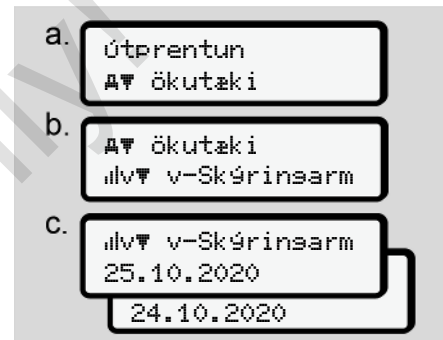 a.
útprentun
ökutæki
b.
ökutæki
v-Skýringarm
c.
v-Skýringarm
25.10.2020
24.10.2020